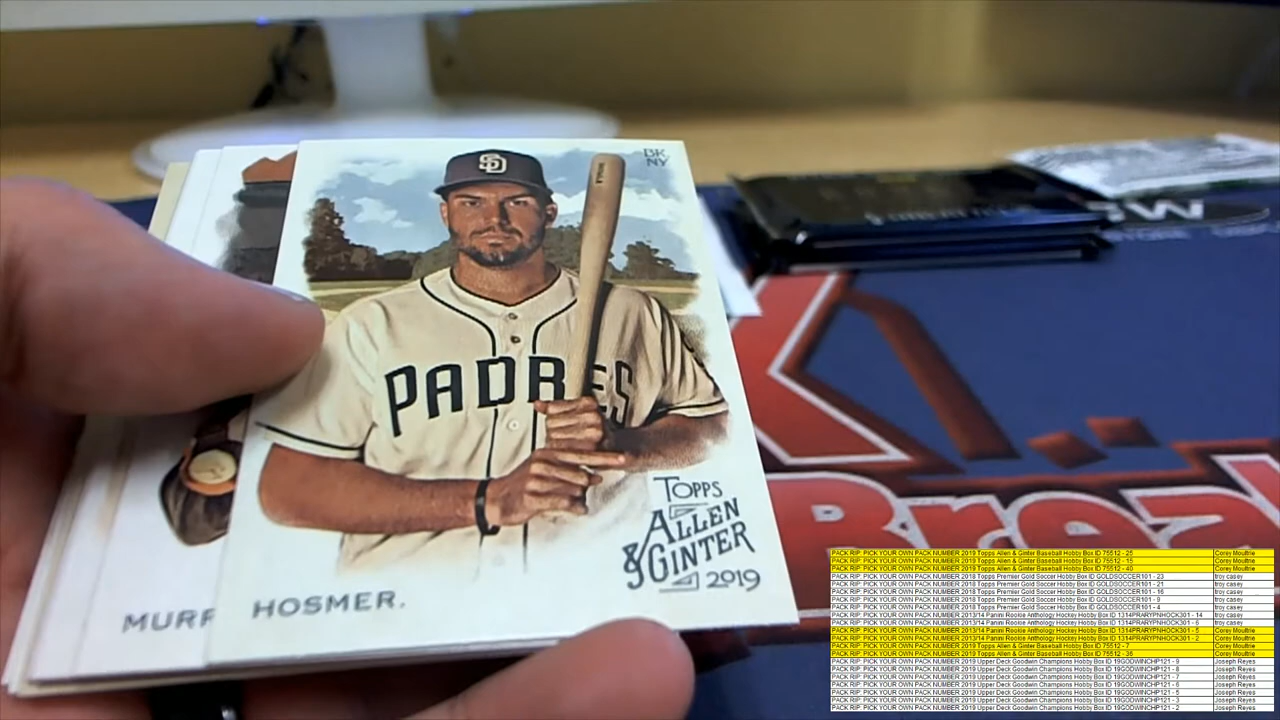 SD
BK
NY
PADRES
TOPPS
ALLEN
& GINTER
2019
MURP
HOSMER.
W
Brea
PACK RIP: PICK YOUR OWN PACK NUMBER 2019 Topps Allen & Ginter Baseball Hobby Box ID 75512 - 25 Corey Moultrie
PACK RIP: PICK YOUR OWN PACK NUMBER 2019 Topps Allen & Ginter Baseball Hobby Box ID 75512 - 15 Corey Moultrie
PACK RIP: PICK YOUR OWN PACK NUMBER 2019 Topps Allen & Ginter Baseball Hobby Box ID 75512 - 40 Corey Moultrie
PACK RIP: PICK YOUR OWN PACK NUMBER 2018 Topps Premier Gold Soccer Hobby Box ID GOLDSOCCER101 - 23 troy casey
PACK RIP: PICK YOUR OWN PACK NUMBER 2018 Topps Premier Gold Soccer Hobby Box ID GOLDSOCCER101 - 21 troy casey
PACK RIP: PICK YOUR OWN PACK NUMBER 2018 Topps Premier Gold Soccer Hobby Box ID GOLDSOCCER101 - 16 troy casey
PACK RIP: PICK YOUR OWN PACK NUMBER 2018 Topps Premier Gold Soccer Hobby Box ID GOLDSOCCER101 - 9 troy casey
PACK RIP: PICK YOUR OWN PACK NUMBER 2018 Topps Premier Gold Soccer Hobby Box ID GOLDSOCCER101 - 4 troy casey
PACK RIP: PICK YOUR OWN PACK NUMBER 2013/14 Panini Rookie Anthology Hockey Hobby Box ID 1314PRARYPNHOCK301 - 14 troy casey
PACK RIP: PICK YOUR OWN PACK NUMBER 2013/14 Panini Rookie Anthology Hockey Hobby Box ID 1314PRARYPNHOCK301 - 6 troy casey
PACK RIP: PICK YOUR OWN PACK NUMBER 2013/14 Panini Rookie Anthology Hockey Hobby Box ID 1314PRARYPNHOCK301 - 5 Corey Moultrie
PACK RIP: PICK YOUR OWN PACK NUMBER 2013/14 Panini Rookie Anthology Hockey Hobby Box ID 1314PRARYPNHOCK301 - 2 Corey Moultrie
PACK RIP: PICK YOUR OWN PACK NUMBER 2019 Topps Allen & Ginter Baseball Hobby Box ID 75512 - 7 Corey Moultrie
PACK RIP: PICK YOUR OWN PACK NUMBER 2019 Topps Allen & Ginter Baseball Hobby Box ID 75512 - 36 Corey Moultrie
PACK RIP: PICK YOUR OWN PACK NUMBER 2019 Upper Deck Goodwin Champions Hobby Box ID 19GODWINCHP121 - 9 Joseph Reyes
PACK RIP: PICK YOUR OWN PACK NUMBER 2019 Upper Deck Goodwin Champions Hobby Box ID 19GODWINCHP121 - 8 Joseph Reyes
PACK RIP: PICK YOUR OWN PACK NUMBER 2019 Upper Deck Goodwin Champions Hobby Box ID 19GODWINCHP121 - 7 Joseph Reyes
PACK RIP: PICK YOUR OWN PACK NUMBER 2019 Upper Deck Goodwin Champions Hobby Box ID 19GODWINCHP121 - 6 Joseph Reyes
PACK RIP: PICK YOUR OWN PACK NUMBER 2019 Upper Deck Goodwin Champions Hobby Box ID 19GODWINCHP121 - 5 Joseph Reyes
PACK RIP: PICK YOUR OWN PACK NUMBER 2019 Upper Deck Goodwin Champions Hobby Box ID 19GODWINCHP121 - 3 Joseph Reyes
PACK RIP: PICK YOUR OWN PACK NUMBER 2019 Upper Deck Goodwin Champions Hobby Box ID 19GODWINCHP121 - 2 Joseph Reyes